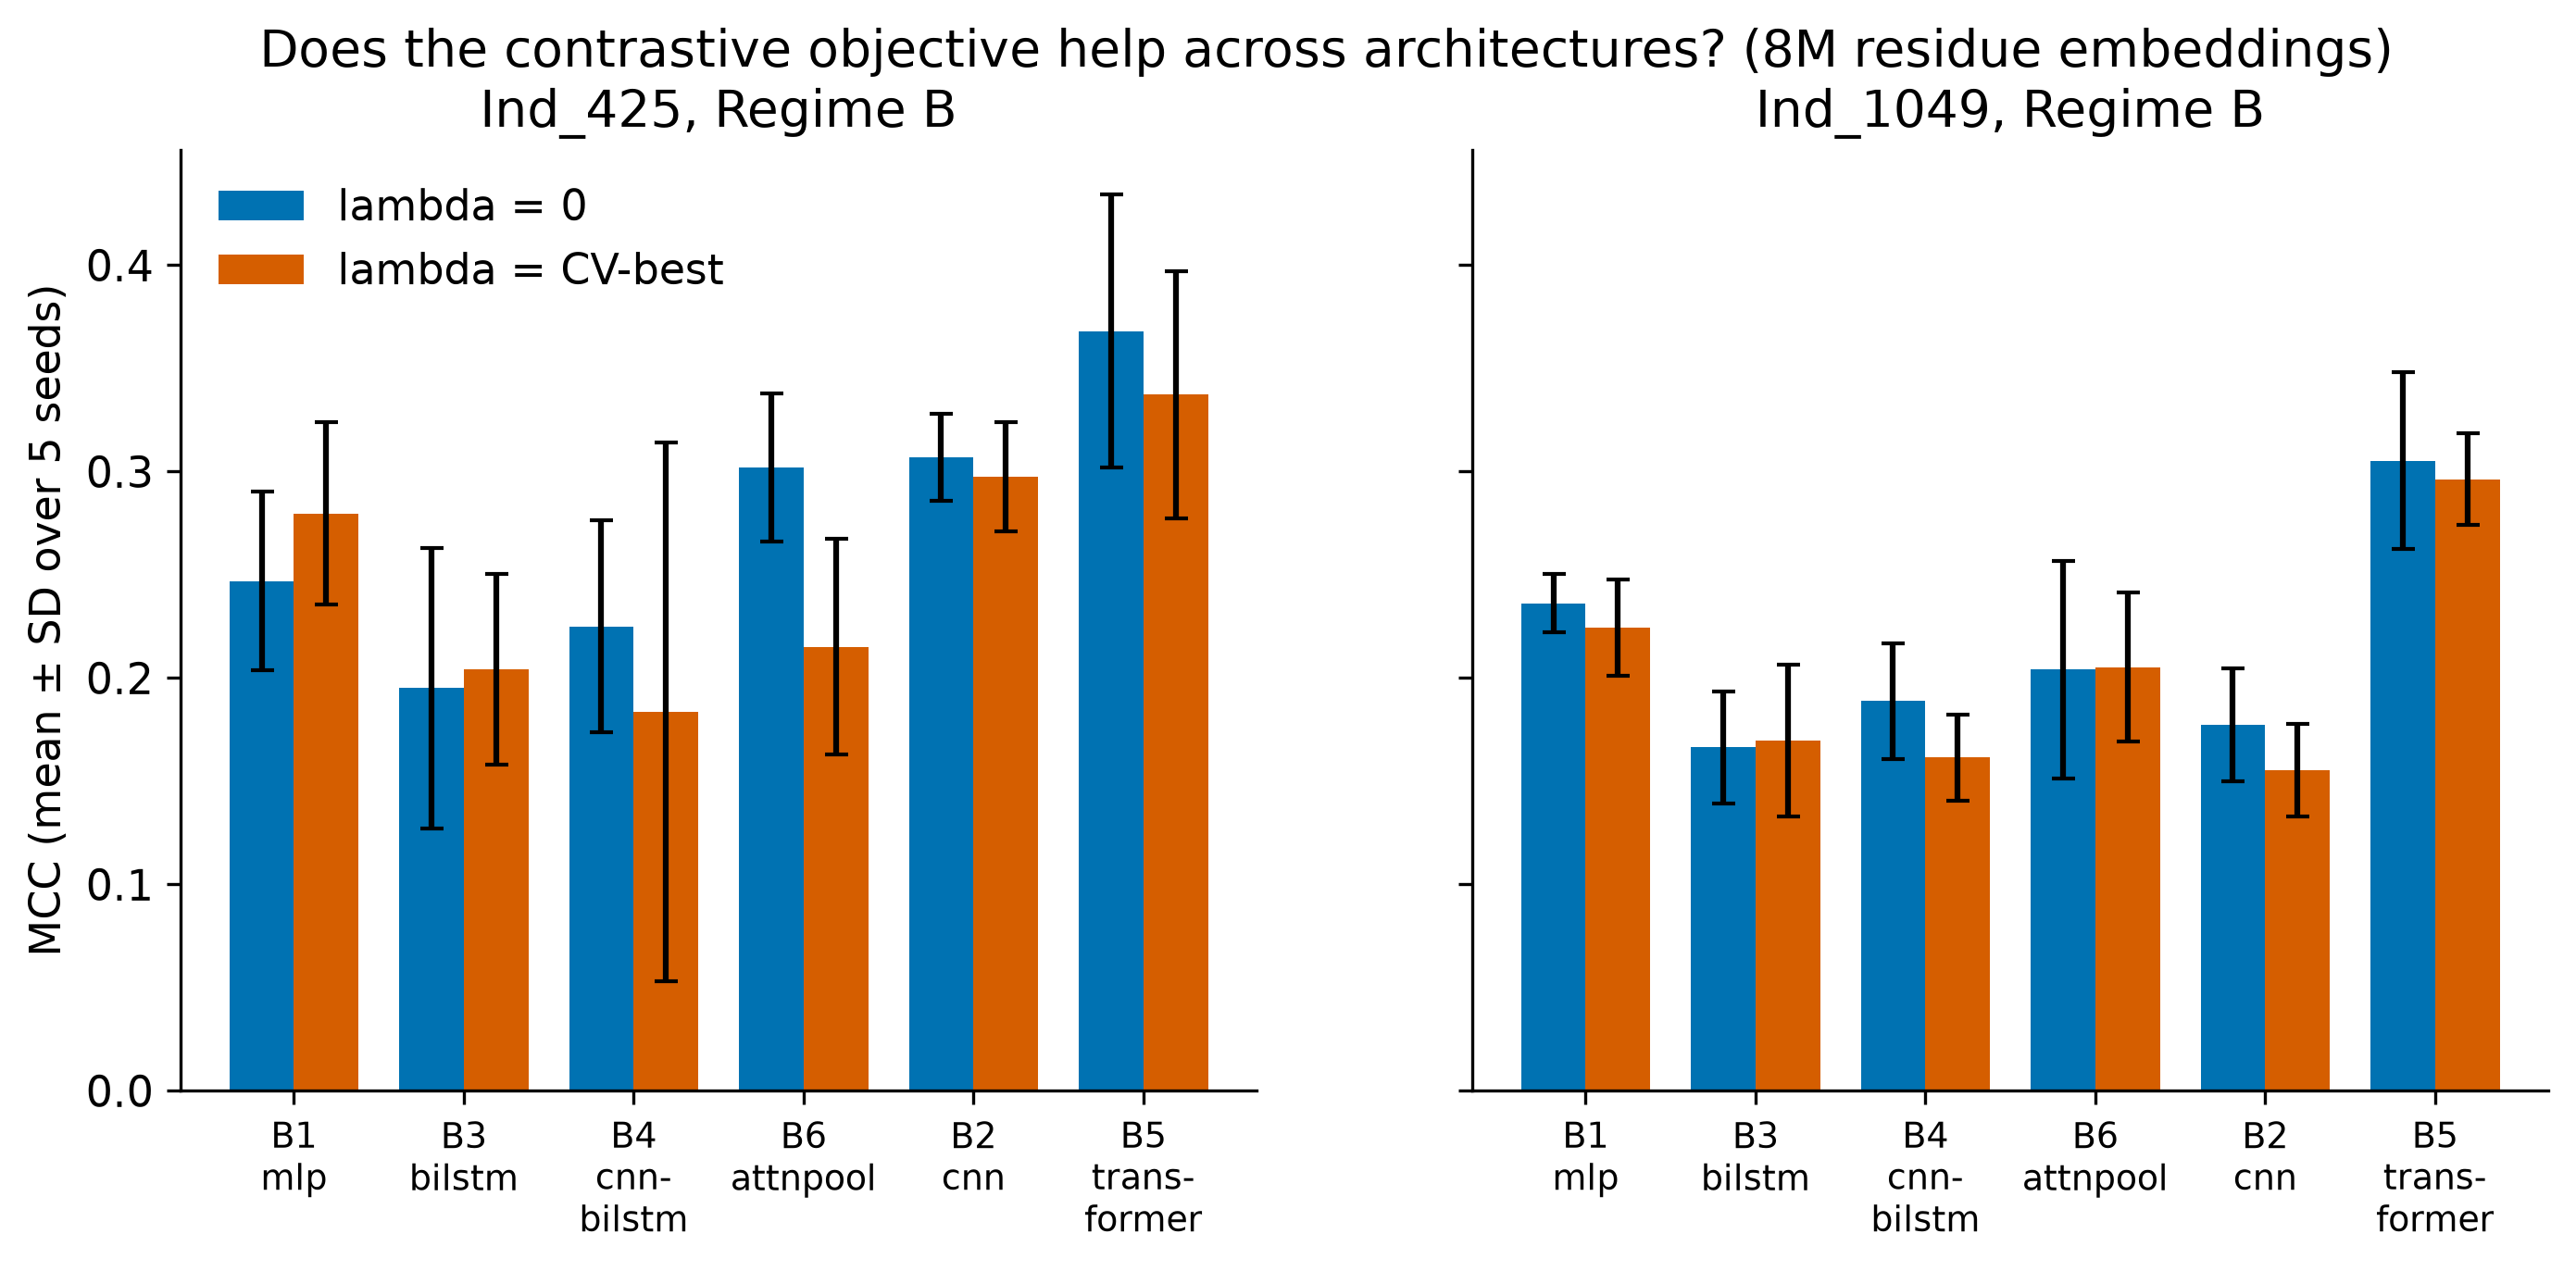 Does the contrastive objective help across architectures? (8M residue embeddings)
Ind_425, Regime B
Ind_1049, Regime B
lambda = 0
lambda = CV-best
MCC (mean ± SD over 5 seeds)
0.4
0.3
0.2
0.1
0.0
B1
mlp
B3
bilstm
B4
cnn-
bilstm
B6
attnpool
B2
cnn
B5
trans-
former
B1
mlp
B3
bilstm
B4
cnn-
bilstm
B6
attnpool
B2
cnn
B5
trans-
former